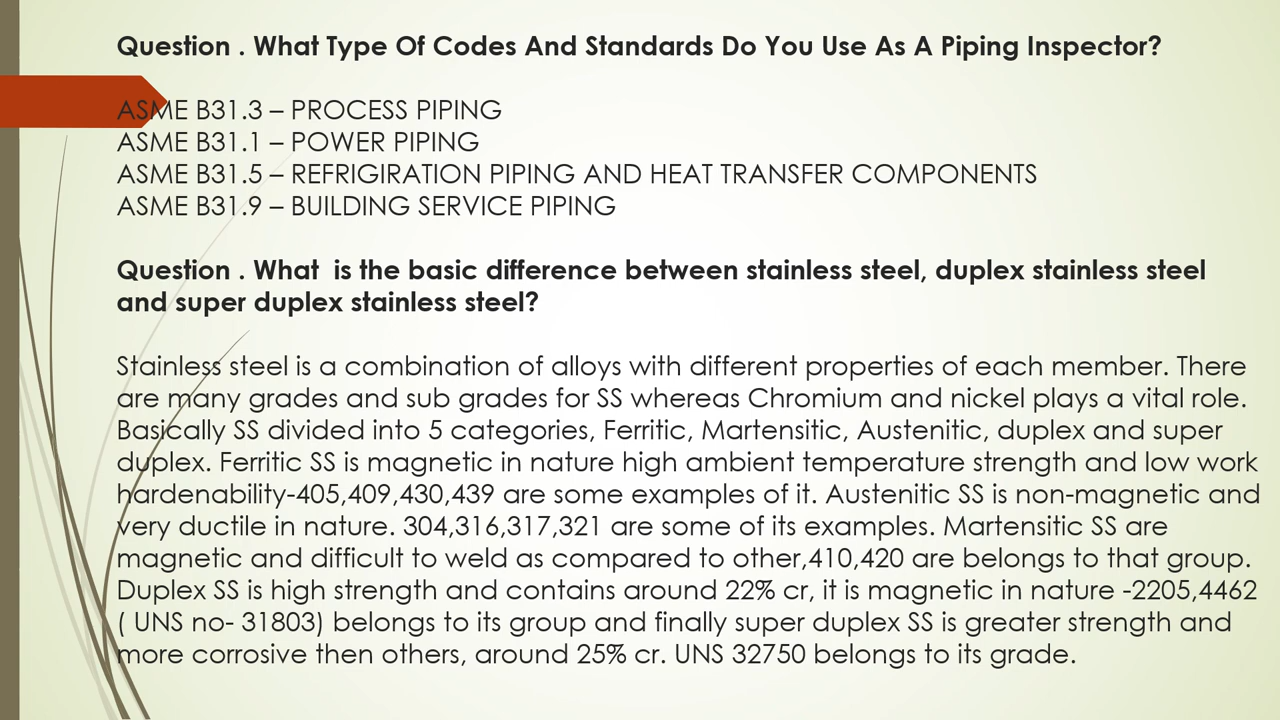 Question . What Type Of Codes And Standards Do You Use As A Piping Inspector?
ASME B31.3 – PROCESS PIPING
ASME B31.1 – POWER PIPING
ASME B31.5 – REFRIGIRATION PIPING AND HEAT TRANSFER COMPONENTS
ASME B31.9 – BUILDING SERVICE PIPING
Question . What  is the basic difference between stainless steel, duplex stainless steel
and super duplex stainless steel?
Stainless steel is a combination of alloys with different properties of each member. There
are many grades and sub grades for SS whereas Chromium and nickel plays a vital role.
Basically SS divided into 5 categories, Ferritic, Martensitic, Austenitic, duplex and super
duplex. Ferritic SS is magnetic in nature high ambient temperature strength and low work
hardenability-405,409,430,439 are some examples of it. Austenitic SS is non-magnetic and
very ductile in nature. 304,316,317,321 are some of its examples. Martensitic SS are
magnetic and difficult to weld as compared to other,410,420 are belongs to that group.
Duplex SS is high strength and contains around 22% cr, it is magnetic in nature -2205,4462
( UNS no- 31803) belongs to its group and finally super duplex SS is greater strength and
more corrosive then others, around 25% cr. UNS 32750 belongs to its grade.